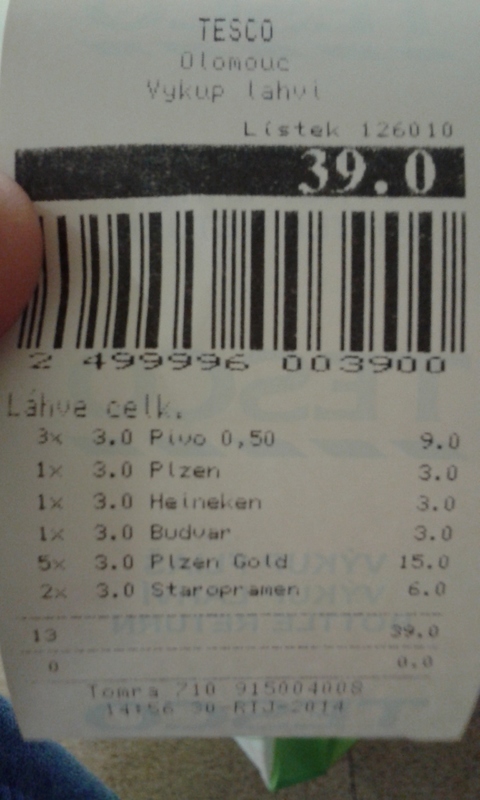 TESCO
Olomouc
Vykup lahvi
Lístek 126010
39.0
2 499996 003900
Láhve celk.
3x 3.0 Pivo 0,50 9.0
1x 3.0 Plzen 3.0
1x 3.0 Heineken 3.0
1x 3.0 Budvar 3.0
5x 3.0 Plzen Gold 15.0
2x 3.0 Staropramen 6.0
13 39.0
0 0.0
Tomra 710 915004008
14:56 30-RIJ-2014